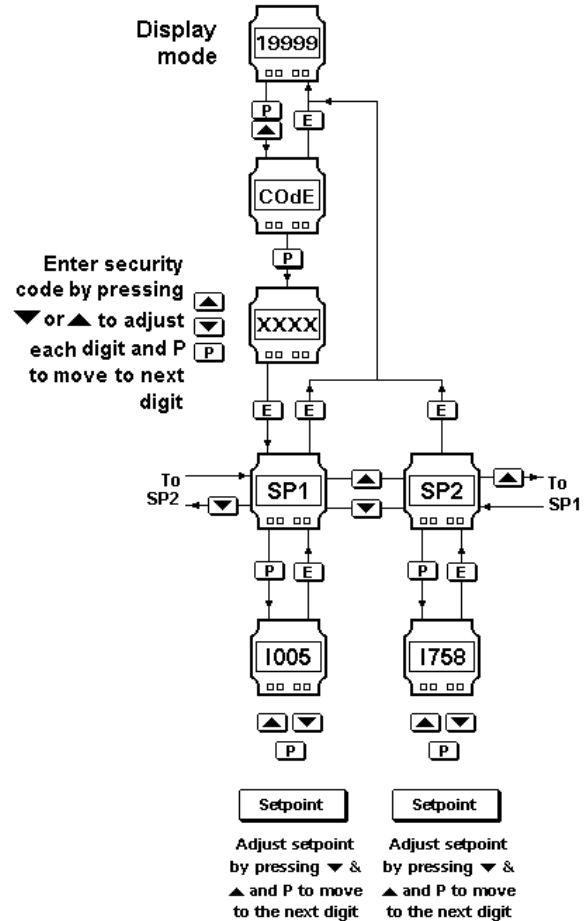 Display
mode
19999
P
E
COdE
P
Enter security
code by pressing
▼ or ▲ to adjust
each digit and P
to move to next
digit
P
XXXX
E
E
E
To
SP2
SP1
SP2
To
SP1
P
E
P
E
1005
1758
P
P
Setpoint
Setpoint
Adjust setpoint
by pressing ▼ &
▲ and P to move
to the next digit
Adjust setpoint
by pressing ▼ &
▲ and P to move
to the next digit